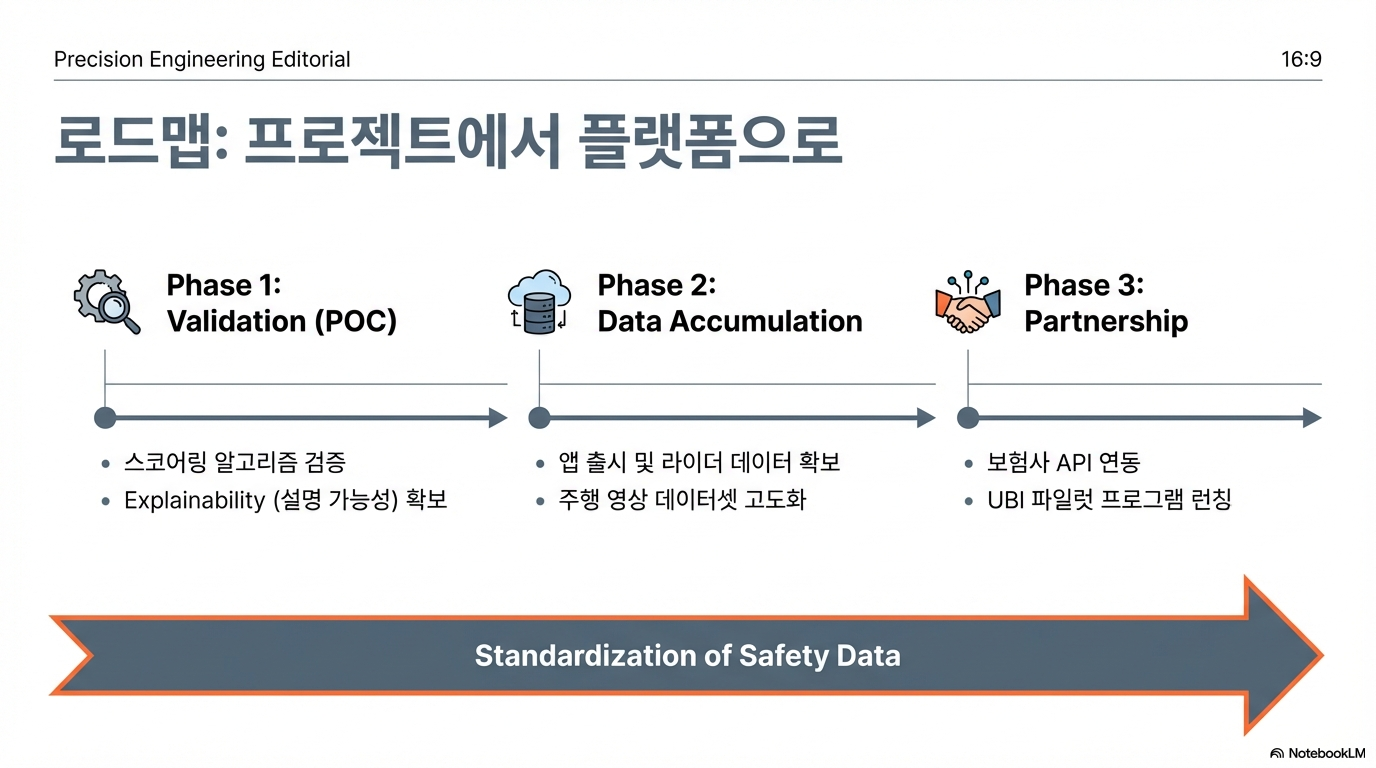 Precision Engineering Editorial
16:9
로드맵: 프로젝트에서 플랫폼으로
Phase 1:
Validation (POC)
• 스코어링 알고리즘 검증
• Explainability (설명 가능성) 확보
Phase 2:
Data Accumulation
• 앱 출시 및 라이더 데이터 확보
• 주행 영상 데이터셋 고도화
Phase 3:
Partnership
• 보험사 API 연동
• UBI 파일럿 프로그램 런칭
Standardization of Safety Data
NotebookLM